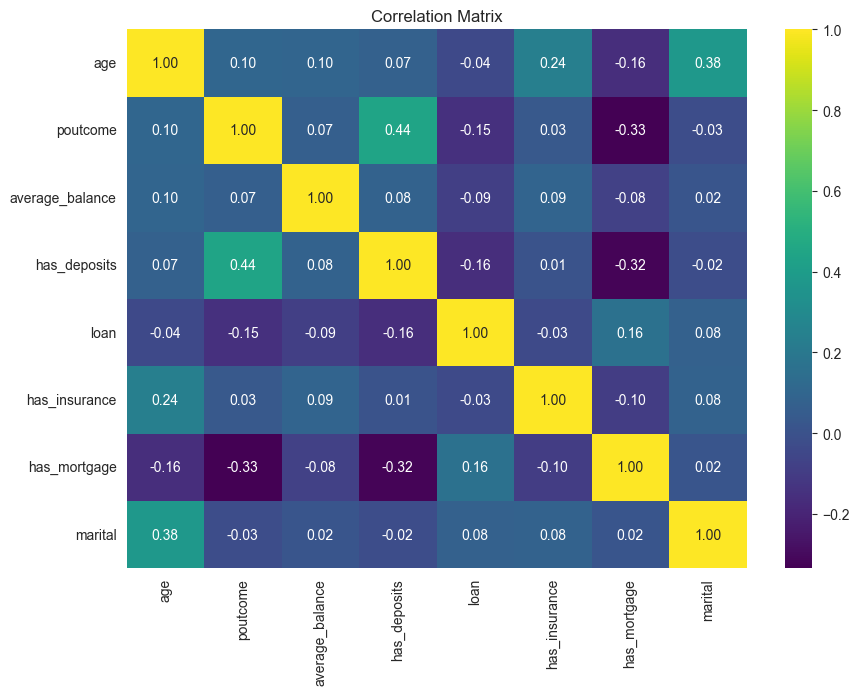 Correlation Matrix
age 1.00 0.10 0.10 0.07 -0.04 0.24 -0.16 0.38
poutcome 0.10 1.00 0.07 0.44 -0.15 0.03 -0.33 -0.03
average_balance 0.10 0.07 1.00 0.08 -0.09 0.09 -0.08 0.02
has_deposits 0.07 0.44 0.08 1.00 -0.16 0.01 -0.32 -0.02
loan -0.04 -0.15 -0.09 -0.16 1.00 -0.03 0.16 0.08
has_insurance 0.24 0.03 0.09 0.01 -0.03 1.00 -0.10 0.08
has_mortgage -0.16 -0.33 -0.08 -0.32 0.16 -0.10 1.00 0.02
marital 0.38 -0.03 0.02 -0.02 0.08 0.08 0.02 1.00
age poutcome average_balance has_deposits loan has_insurance has_mortgage marital
1.0
0.8
0.6
0.4
0.2
0.0
−0.2